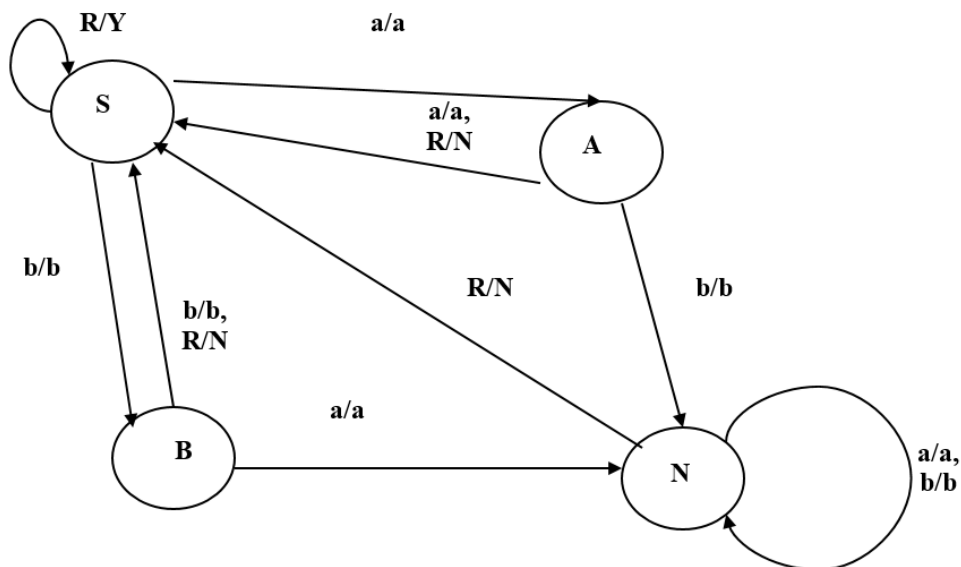 R/Y
a/a
S
a/a,
R/N
A
b/b
R/N
b/b
b/b,
R/N
a/a
B
N
a/a,
b/b